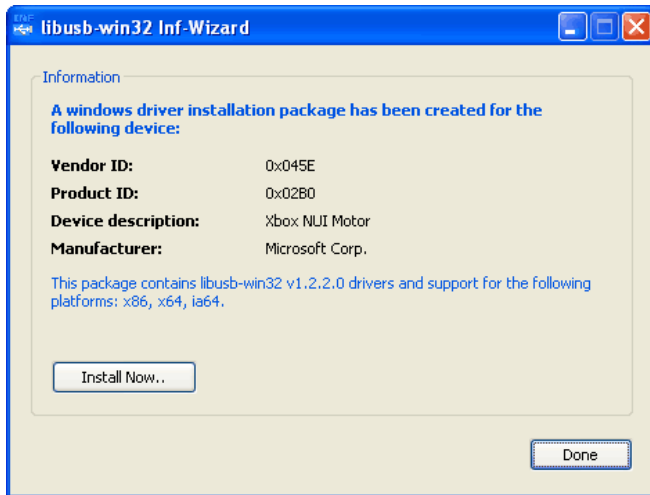 libusb-win32 Inf-Wizard
Information
A windows driver installation package has been created for the
following device:
Vendor ID: 0x045E
Product ID: 0x02B0
Device description: Xbox NUI Motor
Manufacturer: Microsoft Corp.
This package contains libusb-win32 v1.2.2.0 drivers and support for the following
platforms: x86, x64, ia64.
Install Now..
Done